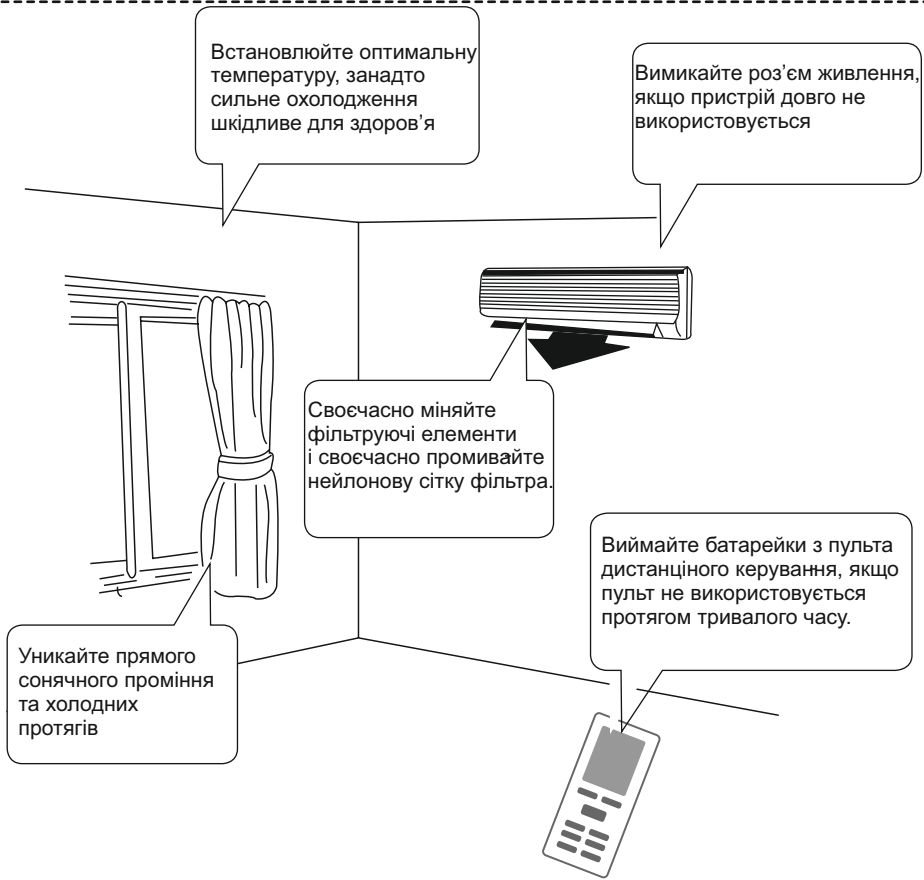 Встановлюйте оптимальну
температуру, занадто
сильне охолодження
шкідливе для здоров’я
Вимикайте роз’єм живлення,
якщо пристрій довго не
використовується
Своєчасно міняйте
фільтруючі елементи
і своєчасно промивайте
нейлонову сітку фільтра.
Виймайте батарейки з пульта
дистанціного керування, якщо
пульт не використовується
протягом тривалого часу.
Уникайте прямого
сонячного проміння
та холодних
протягів